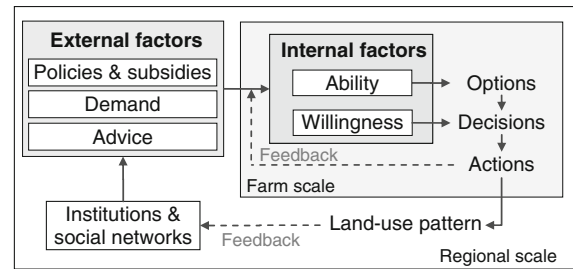 External factors
Policies & subsidies
Demand
Advice
Internal factors
Ability
Willingness
Options
Decisions
Actions
Feedback
Farm scale
Institutions &
social networks
Feedback
Land-use pattern
Regional scale